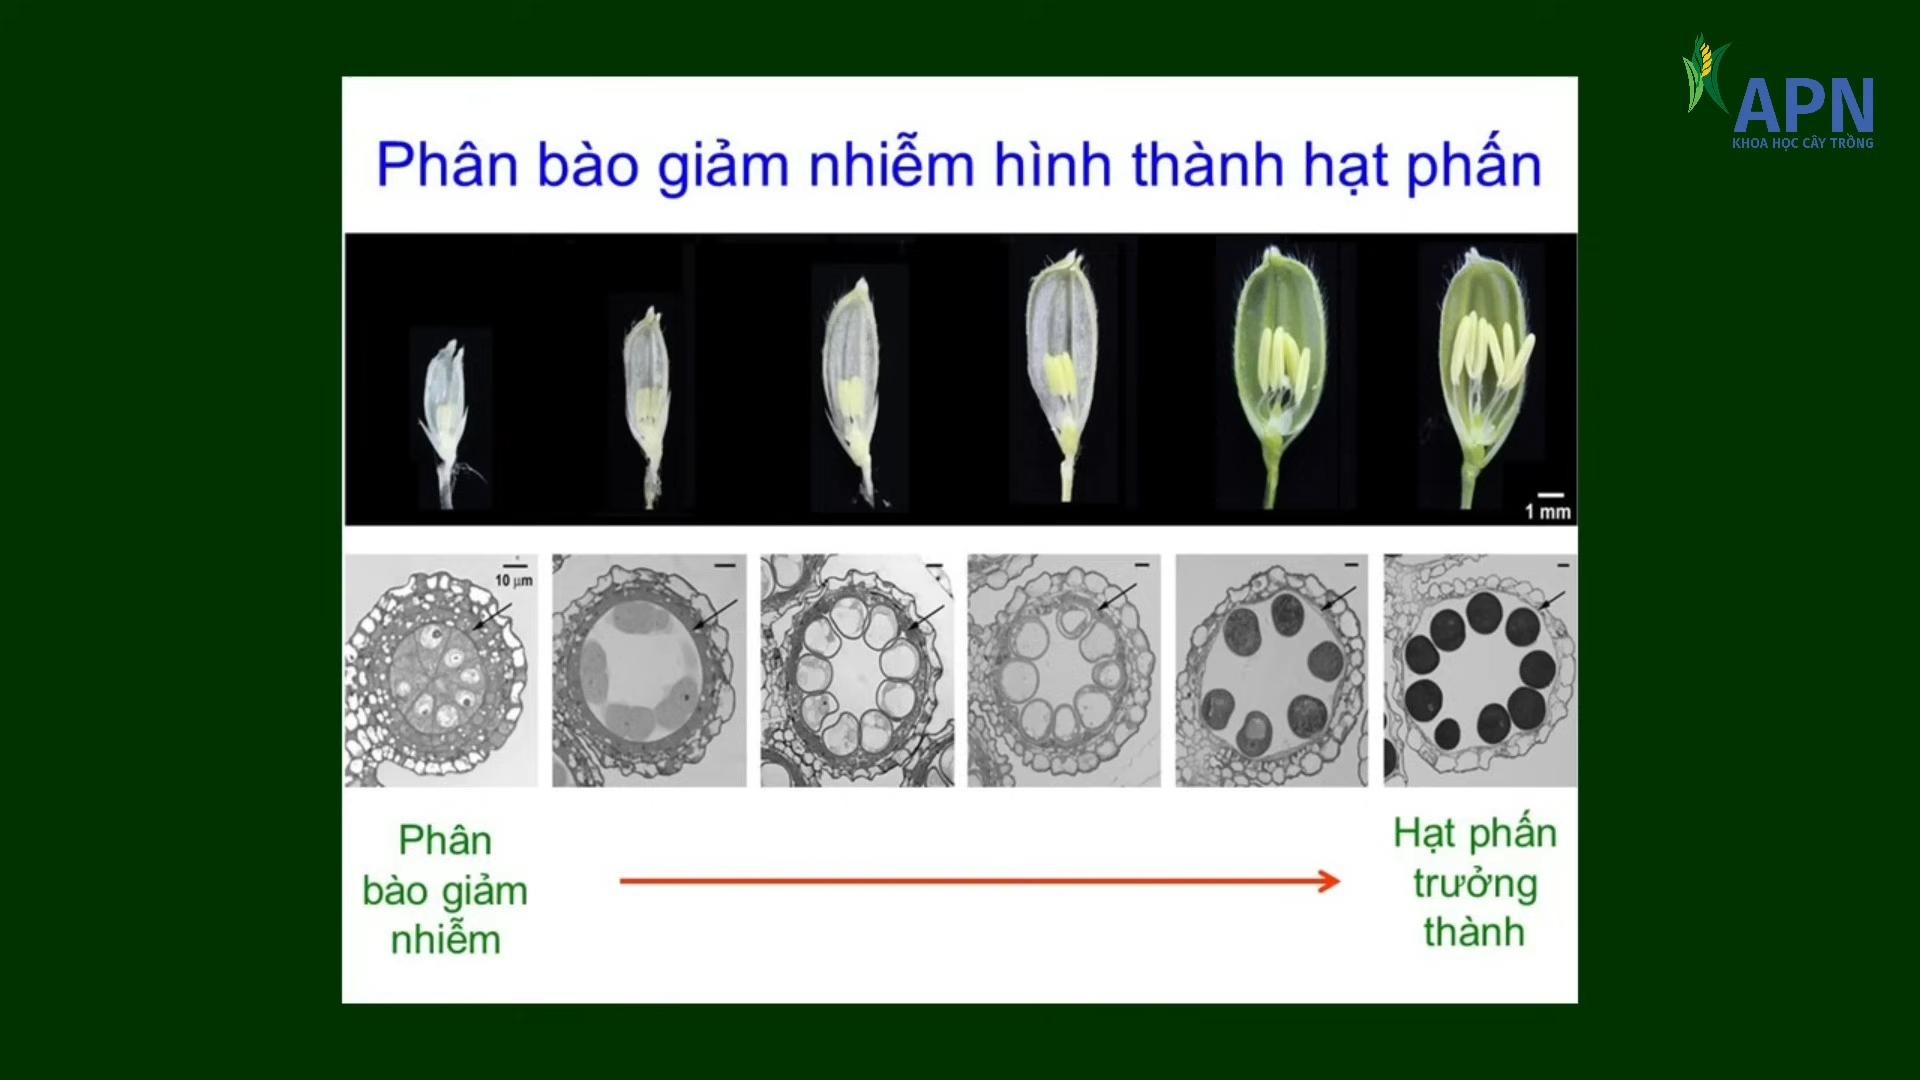 APN
KHOA HỌC CÂY TRỒNG
Phân bào giảm nhiễm hình thành hạt phấn
1 mm
10 µm
Phân
bào giảm
nhiễm
Hạt phấn
trưởng
thành